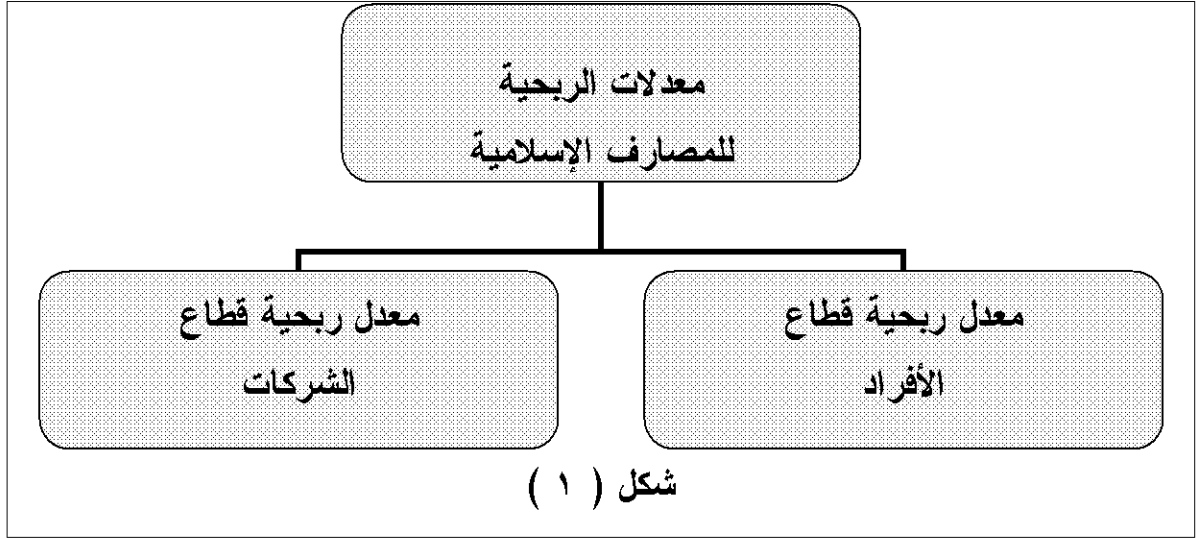 معدلات الربحية
للمصارف الإسلامية
معدل ربحية قطاع
الأفراد
معدل ربحية قطاع
الشركات
شكل ( ١ )